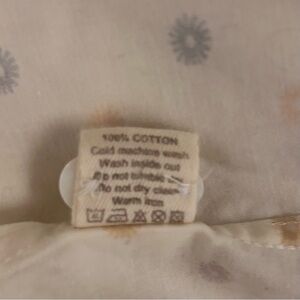 100% COTTON
Cold machine wash
Wash inside out
Do not tumble
Do not dry clean
Warm iron